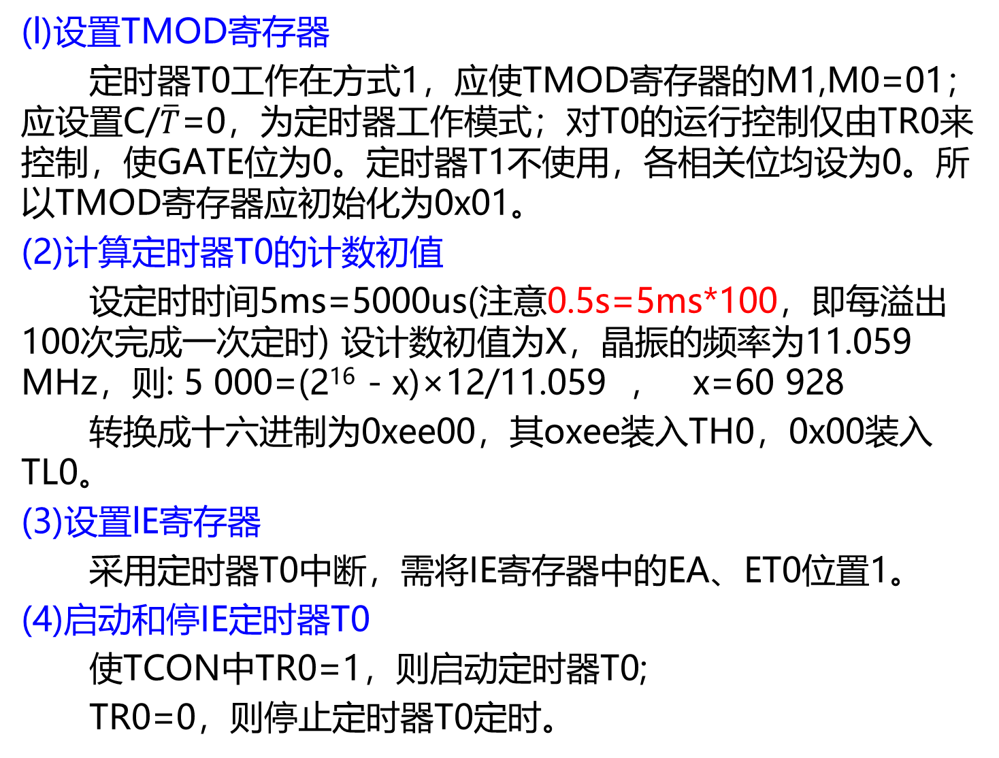 (l)设置TMOD寄存器
定时器T0工作在方式1，应使TMOD寄存器的M1,M0=01；
应设置C/T̄=0，为定时器工作模式；对T0的运行控制仅由TR0来
控制，使GATE位为0。定时器T1不使用，各相关位均设为0。所
以TMOD寄存器应初始化为0x01。
(2)计算定时器T0的计数初值
设定时时间5ms=5000us(注意0.5s=5ms*100，即每溢出
100次完成一次定时) 设计数初值为X，晶振的频率为11.059
MHz，则: 5 000=(2¹⁶ - x)×12/11.059 ， x=60 928
转换成十六进制为0xee00，其oxee装入TH0，0x00装入
TL0。
(3)设置lE寄存器
采用定时器T0中断，需将IE寄存器中的EA、ET0位置1。
(4)启动和停IE定时器T0
使TCON中TR0=1，则启动定时器T0;
TR0=0，则停止定时器T0定时。